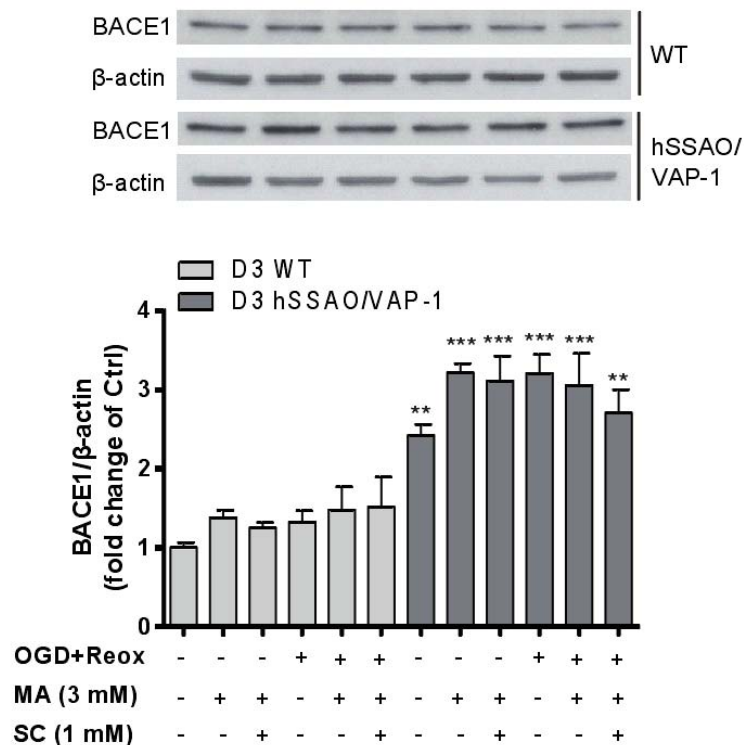 BACE1
WT
β-actin
BACE1
hSSAO/
VAP-1
β-actin
D3 WT
D3 hSSAO/VAP-1
BACE1/β-actin
(fold change of Ctrl)
4
3
2
1
0
** *** *** *** *** **
OGD+Reox - - - + + + - - - + + +
MA (3 mM) - + + - + + - + + - + +
SC (1 mM) - - + - - + - - + - - +